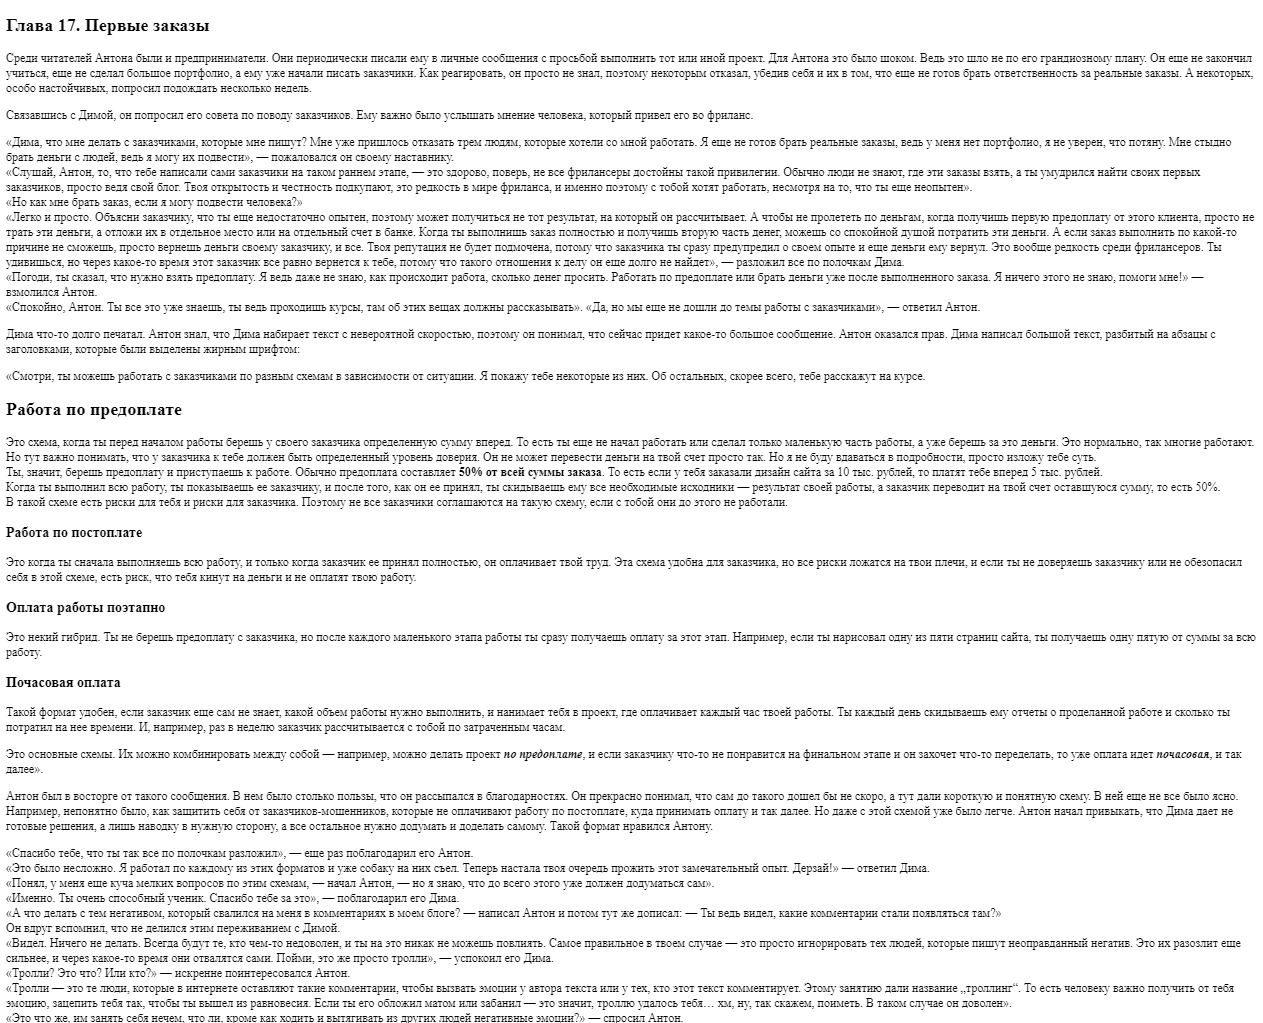 Глава 17. Первые заказы
Среди читателей Антона были и предприниматели. Они периодически писали ему в личные сообщения с просьбой выполнить тот или иной проект. Для Антона это было шоком. Ведь это шло не по его грандиозному плану. Он еще не закончил
учиться, еще не сделал большое портфолио, а ему уже начали писать заказчики. Как реагировать, он просто не знал, поэтому некоторым отказал, убедив себя и их в том, что еще не готов брать ответственность за реальные заказы. А некоторых,
особо настойчивых, попросил подождать несколько недель.
Связавшись с Димой, он попросил его совета по поводу заказчиков. Ему важно было услышать мнение человека, который привел его во фриланс.
«Дима, что мне делать с заказчиками, которые мне пишут? Мне уже пришлось отказать трем людям, которые хотели со мной работать. Я еще не готов брать реальные заказы, ведь у меня нет портфолио, я не уверен, что потяну. Мне стыдно
брать деньги с людей, ведь я могу их подвести», — пожаловался он своему наставнику.
«Слушай, Антон, то, что тебе написали сами заказчики на таком раннем этапе, — это здорово, поверь, не все фрилансеры достойны такой привилегии. Обычно люди не знают, где эти заказы взять, а ты умудрился найти своих первых
заказчиков, просто ведя свой блог. Твоя открытость и честность подкупают, это редкость в мире фриланса, и именно поэтому с тобой хотят работать, несмотря на то, что ты еще неопытен».
«Но как мне брать заказ, если я могу подвести человека?»
«Легко и просто. Объясни заказчику, что ты еще недостаточно опытен, поэтому может получиться не тот результат, на который он рассчитывает. А чтобы не пролететь по деньгам, когда получишь первую предоплату от этого клиента, просто не
трать эти деньги, а отложи их в отдельное место или на отдельный счет в банке. Когда ты выполнишь заказ полностью и получишь вторую часть денег, можешь со спокойной душой потратить эти деньги. А если заказ выполнить по какой-то
причине не сможешь, просто вернешь деньги своему заказчику, и все. Твоя репутация не будет подмочена, потому что заказчика ты сразу предупредил о своем опыте и еще деньги ему вернул. Это вообще редкость среди фрилансеров. Ты
удивишься, но через какое-то время этот заказчик все равно вернется к тебе, потому что такого отношения к делу он еще долго не найдет», — разложил все по полочкам Дима.
«Погоди, ты сказал, что нужно взять предоплату. Я ведь даже не знаю, как происходит работа, сколько денег просить. Работать по предоплате или брать деньги уже после выполненного заказа. Я ничего этого не знаю, помоги мне!» —
взмолился Антон.
«Спокойно, Антон. Ты все это уже знаешь, ты ведь проходишь курсы, там об этих вещах должны рассказывать». «Да, но мы еще не дошли до темы работы с заказчиками», — ответил Антон.
Дима что-то долго печатал. Антон знал, что Дима набирает текст с невероятной скоростью, поэтому он понимал, что сейчас придет какое-то большое сообщение. Антон оказался прав. Дима написал большой текст, разбитый на абзацы с
заголовками, которые были выделены жирным шрифтом:
«Смотри, ты можешь работать с заказчиками по разным схемам в зависимости от ситуации. Я покажу тебе некоторые из них. Об остальных, скорее всего, тебе расскажут на курсе.
Работа по предоплате
Это схема, когда ты перед началом работы берешь у своего заказчика определенную сумму вперед. То есть ты еще не начал работать или сделал только маленькую часть работы, а уже берешь за это деньги. Это нормально, так многие работают.
Но тут важно понимать, что у заказчика к тебе должен быть определенный уровень доверия. Он не может перевести деньги на твой счет просто так. Но я не буду вдаваться в подробности, просто изложу тебе суть.
Ты, значит, берешь предоплату и приступаешь к работе. Обычно предоплата составляет 50% от всей суммы заказа. То есть если у тебя заказали дизайн сайта за 10 тыс. рублей, то платят тебе вперед 5 тыс. рублей.
Когда ты выполнил всю работу, ты показываешь ее заказчику, и после того, как он ее принял, ты скидываешь ему все необходимые исходники — результат своей работы, а заказчик переводит на твой счет оставшуюся сумму, то есть 50%.
В такой схеме есть риски для тебя и риски для заказчика. Поэтому не все заказчики соглашаются на такую схему, если с тобой они до этого не работали.
Работа по постоплате
Это когда ты сначала выполняешь всю работу, и только когда заказчик ее принял полностью, он оплачивает твой труд. Эта схема удобна для заказчика, но все риски ложатся на твои плечи, и если ты не доверяешь заказчику или не обезопасил
себя в этой схеме, есть риск, что тебя кинут на деньги и не оплатят твою работу.
Оплата работы поэтапно
Это некий гибрид. Ты не берешь предоплату с заказчика, но после каждого маленького этапа работы ты сразу получаешь оплату за этот этап. Например, если ты нарисовал одну из пяти страниц сайта, ты получаешь одну пятую от суммы за всю
работу.
Почасовая оплата
Такой формат удобен, если заказчик еще сам не знает, какой объем работы нужно выполнить, и нанимает тебя в проект, где оплачивает каждый час твоей работы. Ты каждый день скидываешь ему отчеты о проделанной работе и сколько ты
потратил на нее времени. И, например, раз в неделю заказчик рассчитывается с тобой по затраченным часам.
Это основные схемы. Их можно комбинировать между собой — например, можно делать проект по предоплате, и если заказчику что-то не понравится на финальном этапе и он захочет что-то переделать, то уже оплата идет почасовая, и так
далее».
Антон был в восторге от такого сообщения. В нем было столько пользы, что он рассыпался в благодарностях. Он прекрасно понимал, что сам до такого дошел бы не скоро, а тут дали короткую и понятную схему. В ней еще не все было ясно.
Например, непонятно было, как защитить себя от заказчиков-мошенников, которые не оплачивают работу по постоплате, куда принимать оплату и так далее. Но даже с этой схемой уже было легче. Антон начал привыкать, что Дима дает не
готовые решения, а лишь наводку в нужную сторону, а все остальное нужно додумать и доделать самому. Такой формат нравился Антону.
«Спасибо тебе, что ты так все по полочкам разложил», — еще раз поблагодарил его Антон.
«Это было несложно. Я работал по каждому из этих форматов и уже собаку на них съел. Теперь настала твоя очередь прожить этот замечательный опыт. Дерзай!» — ответил Дима.
«Понял, у меня еще куча мелких вопросов по этим схемам, — начал Антон, — но я знаю, что до всего этого уже должен додуматься сам».
«Именно. Ты очень способный ученик. Спасибо тебе за это», — поблагодарил его Дима.
«А что делать с тем негативом, который свалился на меня в комментариях в моем блоге? — написал Антон и потом тут же дописал: — Ты ведь видел, какие комментарии стали появляться там?»
Он вдруг вспомнил, что не делился этим переживанием с Димой.
«Видел. Ничего не делать. Всегда будут те, кто чем-то недоволен, и ты на это никак не можешь повлиять. Самое правильное в твоем случае — это просто игнорировать тех людей, которые пишут неоправданный негатив. Это их разозлит еще
сильнее, и через какое-то время они отвалятся сами. Пойми, это же просто тролли», — успокоил его Дима.
«Тролли? Это что? Или кто?» — искренне поинтересовался Антон.
«Тролли — это те люди, которые в интернете оставляют такие комментарии, чтобы вызвать эмоции у автора текста или у тех, кто этот текст комментирует. Этому занятию дали название „троллинг“. То есть человеку важно получить от тебя
эмоцию, зацепить тебя так, чтобы ты вышел из равновесия. Если ты его обложил матом или забанил — это значит, троллю удалось тебя… хм, ну, так скажем, поиметь. В таком случае он доволен».
«Это что же, им занять себя нечем, что ли, кроме как ходить и вытягивать из других людей негативные эмоции?» — спросил Антон.